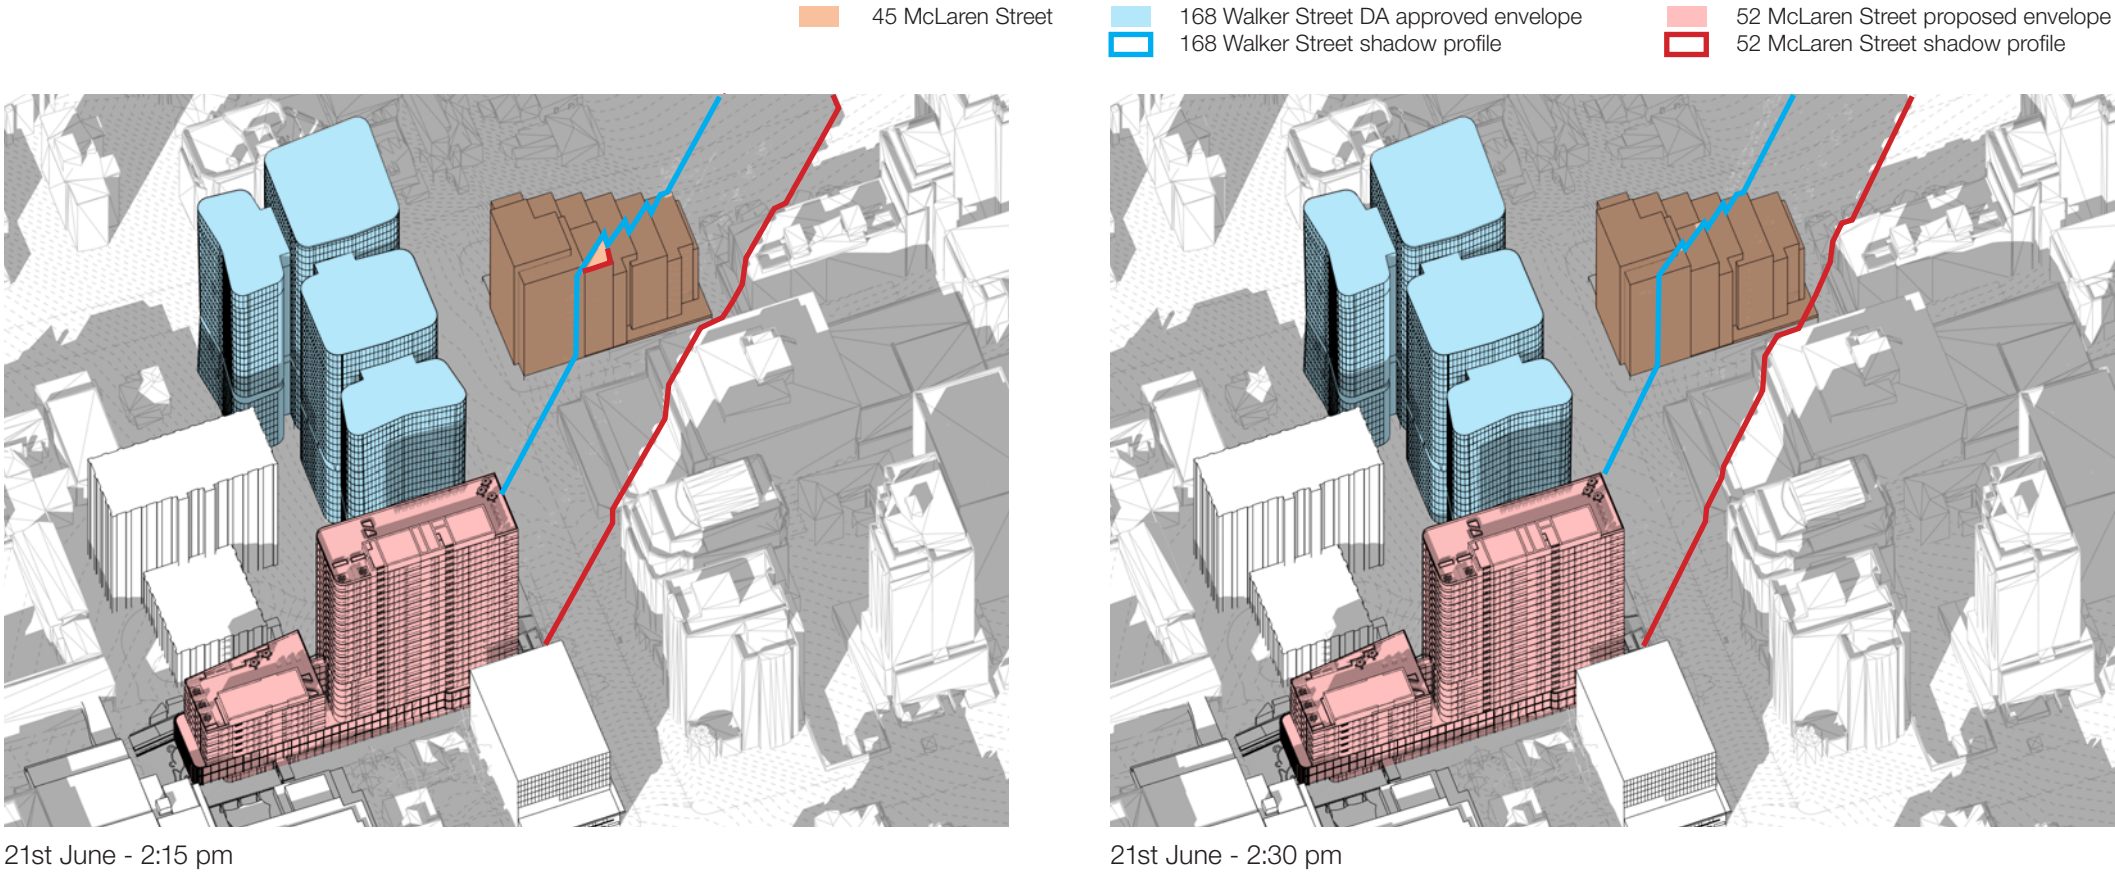 45 McLaren Street
168 Walker Street DA approved envelope
168 Walker Street shadow profile
52 McLaren Street proposed envelope
52 McLaren Street shadow profile
21st June - 2:15 pm
21st June - 2:30 pm